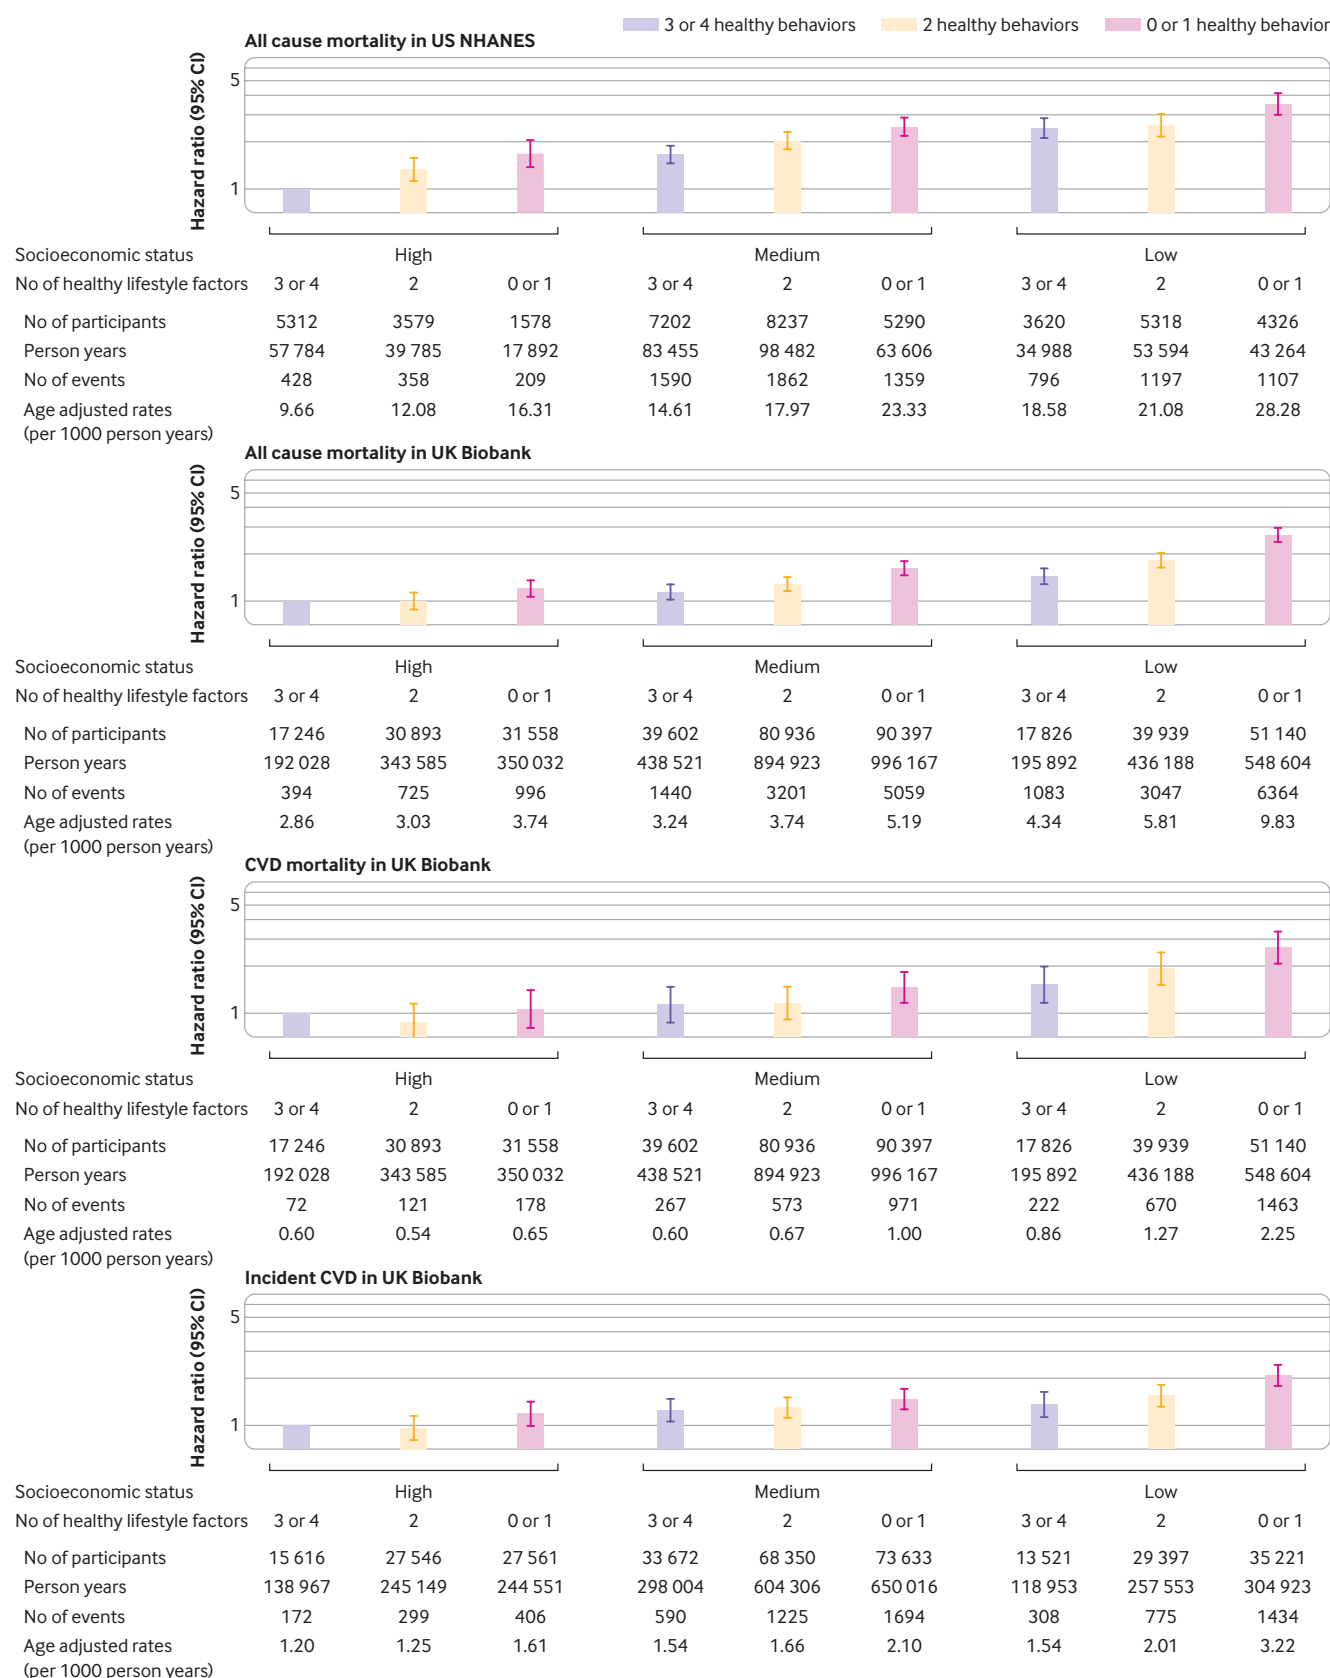 3 or 4 healthy behaviors 2 healthy behaviors 0 or 1 healthy behavior
All cause mortality in US NHANES
Hazard ratio (95% CI)
5
1
Socioeconomic status High Medium Low
No of healthy lifestyle factors 3 or 4 2 0 or 1 3 or 4 2 0 or 1 3 or 4 2 0 or 1
No of participants 5312 3579 1578 7202 8237 5290 3620 5318 4326
Person years 57 784 39 785 17 892 83 455 98 482 63 606 34 988 53 594 43 264
No of events 428 358 209 1590 1862 1359 796 1197 1107
Age adjusted rates 9.66 12.08 16.31 14.61 17.97 23.33 18.58 21.08 28.28
(per 1000 person years)
All cause mortality in UK Biobank
Hazard ratio (95% CI)
5
1
Socioeconomic status High Medium Low
No of healthy lifestyle factors 3 or 4 2 0 or 1 3 or 4 2 0 or 1 3 or 4 2 0 or 1
No of participants 17 246 30 893 31 558 39 602 80 936 90 397 17 826 39 939 51 140
Person years 192 028 343 585 350 032 438 521 894 923 996 167 195 892 436 188 548 604
No of events 394 725 996 1440 3201 5059 1083 3047 6364
Age adjusted rates 2.86 3.03 3.74 3.24 3.74 5.19 4.34 5.81 9.83
(per 1000 person years)
CVD mortality in UK Biobank
Hazard ratio (95% CI)
5
1
Socioeconomic status High Medium Low
No of healthy lifestyle factors 3 or 4 2 0 or 1 3 or 4 2 0 or 1 3 or 4 2 0 or 1
No of participants 17 246 30 893 31 558 39 602 80 936 90 397 17 826 39 939 51 140
Person years 192 028 343 585 350 032 438 521 894 923 996 167 195 892 436 188 548 604
No of events 72 121 178 267 573 971 222 670 1463
Age adjusted rates 0.60 0.54 0.65 0.60 0.67 1.00 0.86 1.27 2.25
(per 1000 person years)
Incident CVD in UK Biobank
Hazard ratio (95% CI)
5
1
Socioeconomic status High Medium Low
No of healthy lifestyle factors 3 or 4 2 0 or 1 3 or 4 2 0 or 1 3 or 4 2 0 or 1
No of participants 15 616 27 546 27 561 33 672 68 350 73 633 13 521 29 397 35 221
Person years 138 967 245 149 244 551 298 004 604 306 650 016 118 953 257 553 304 923
No of events 172 299 406 590 1225 1694 308 775 1434
Age adjusted rates 1.20 1.25 1.61 1.54 1.66 2.10 1.54 2.01 3.22
(per 1000 person years)